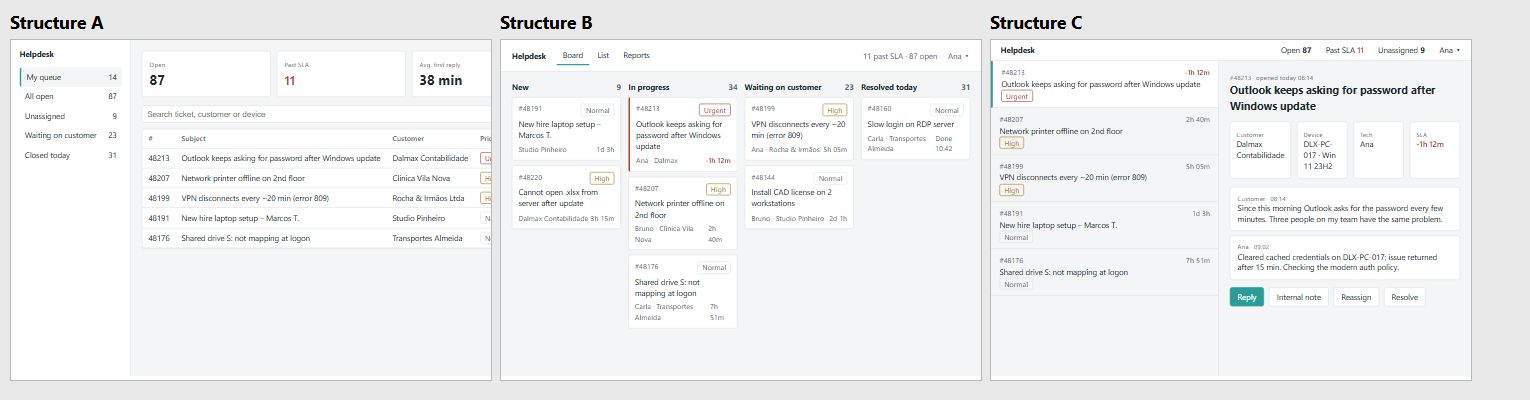 Structure A
Helpdesk
My queue 14
All open 87
Unassigned 9
Waiting on customer 23
Closed today 31
Open
87
Past SLA
11
Avg. first reply
38 min
Search ticket, customer or device
# Subject Customer
48213 Outlook keeps asking for password after Windows update Dalmax Contabilidade
48207 Network printer offline on 2nd floor Clinica Vila Nova
48199 VPN disconnects every ~20 min (error 809) Rocha & Irmãos Ltda
48191 New hire laptop setup – Marcos T. Studio Pinheiro
48176 Shared drive S: not mapping at logon Transportes Almeida
Structure B
Helpdesk Board List Reports 11 past SLA · 87 open Ana
New 9
#48191 Normal
New hire laptop setup –
Marcos T.
Studio Pinheiro 1d 3h
#48220 High
Cannot open .xlsx from
server after update
Dalmax Contabilidade 3h 15m
In progress 34
#48213 Urgent
Outlook keeps asking for
password after Windows
update
Ana · Dalmax -1h 12m
#48207 High
Network printer offline on
2nd floor
Bruno · Clinica Vila 2h
Nova 40m
#48176 Normal
Shared drive S: not
mapping at logon
Carla · Transportes 7h
Almeida 51m
Waiting on customer 23
#48199 High
VPN disconnects every ~20
min (error 809)
Ana · Rocha & Irmãos 5h 05m
#48144 Normal
Install CAD license on 2
workstations
Bruno · Studio Pinheiro 2d 1h
Resolved today 31
#48160 Normal
Slow login on RDP server
Carla · Transportes Done
Almeida 10:42
Structure C
Helpdesk Open 87 Past SLA 11 Unassigned 9 Ana
#48213 -1h 12m
Outlook keeps asking for password after Windows update
Urgent
#48207 2h 40m
Network printer offline on 2nd floor
High
#48199 5h 05m
VPN disconnects every ~20 min (error 809)
High
#48191 1d 3h
New hire laptop setup – Marcos T.
Normal
#48176 7h 51m
Shared drive S: not mapping at logon
Normal
#48213 · opened today 08:14
Outlook keeps asking for password after
Windows update
Customer
Dalmax
Contabilidade
Device
DLX-PC-
017 · Win
11 23H2
Tech
Ana
SLA
-1h 12m
Customer · 08:14
Since this morning Outlook asks for the password every few
minutes. Three people on my team have the same problem.
Ana · 09:02
Cleared cached credentials on DLX-PC-017; issue returned
after 15 min. Checking the modern auth policy.
Reply Internal note Reassign Resolve